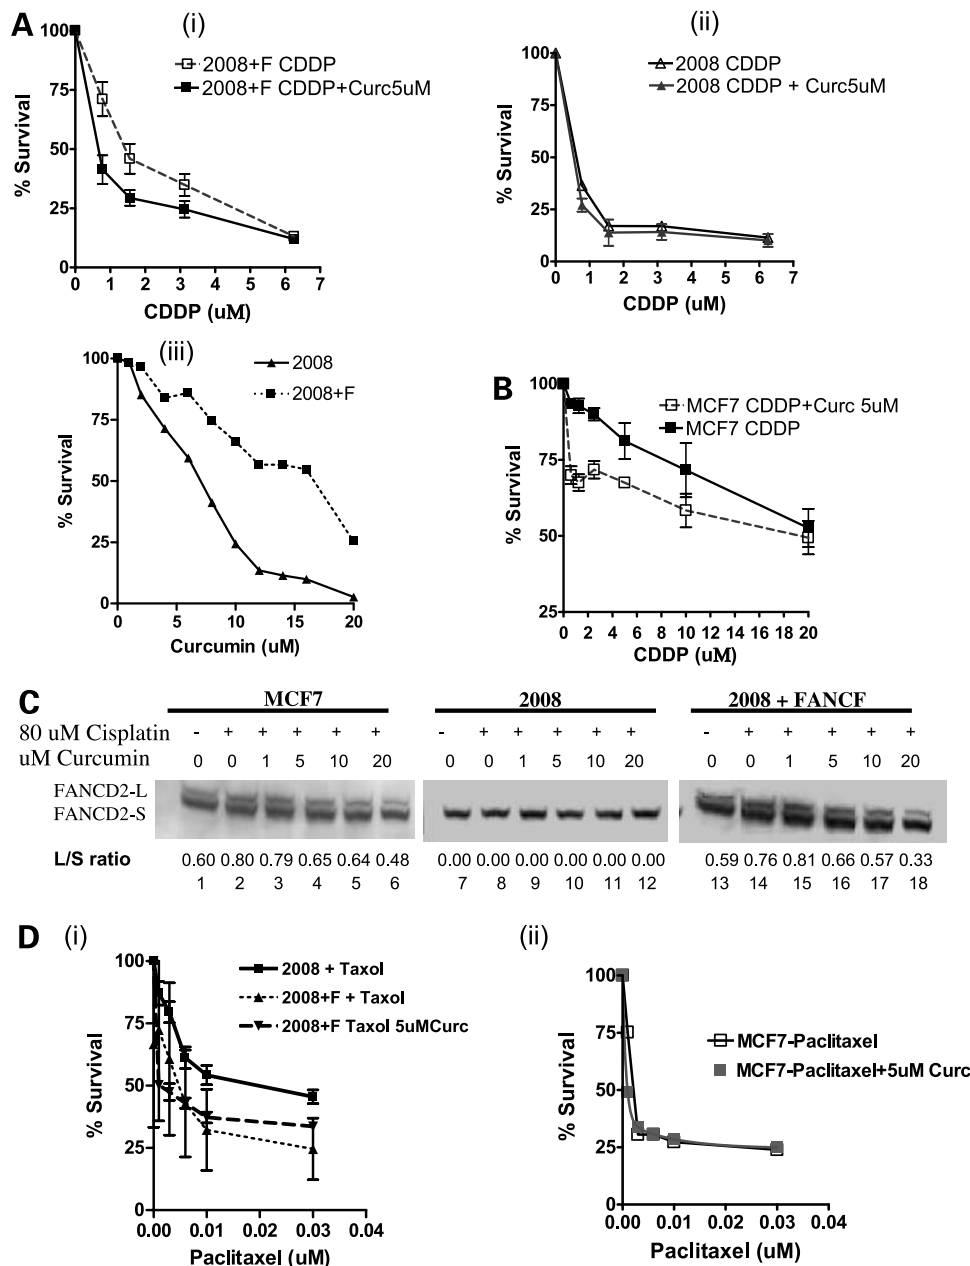 A (i)
100
75
50
25
0
% Survival
2008+F CDDP
2008+F CDDP+Curc5uM
0 1 2 3 4 5 6 7
CDDP (uM)
(ii)
100
75
50
25
0
% Survival
2008 CDDP
2008 CDDP + Curc5uM
0 1 2 3 4 5 6 7
CDDP (uM)
(iii)
100
75
50
25
0
% Survival
2008
2008+F
0 5 10 15 20
Curcumin (uM)
B
100
75
50
25
% Survival
MCF7 CDDP+Curc 5uM
MCF7 CDDP
0 2 4 6 8 10 12 14 16 18 20
CDDP (uM)
C MCF7 2008 2008 + FANCF
80 uM Cisplatin - + + + + + - + + + + + - + + + + +
uM Curcumin 0 0 1 5 10 20 0 0 1 5 10 20 0 0 1 5 10 20
FANCD2-L
FANCD2-S
L/S ratio 0.60 0.80 0.79 0.65 0.64 0.48 0.00 0.00 0.00 0.00 0.00 0.00 0.59 0.76 0.81 0.66 0.57 0.33
1 2 3 4 5 6 7 8 9 10 11 12 13 14 15 16 17 18
D (i)
100
75
50
25
0
% Survival
2008 + Taxol
2008+F + Taxol
2008+F Taxol 5uMCurc
0.00 0.01 0.02 0.03 0.04
Paclitaxel (uM)
(ii)
100
75
50
25
0
% Survival
MCF7-Paclitaxel
MCF7-Paclitaxel+5uM Curc
0.00 0.01 0.02 0.03 0.04
Paclitaxel (uM)